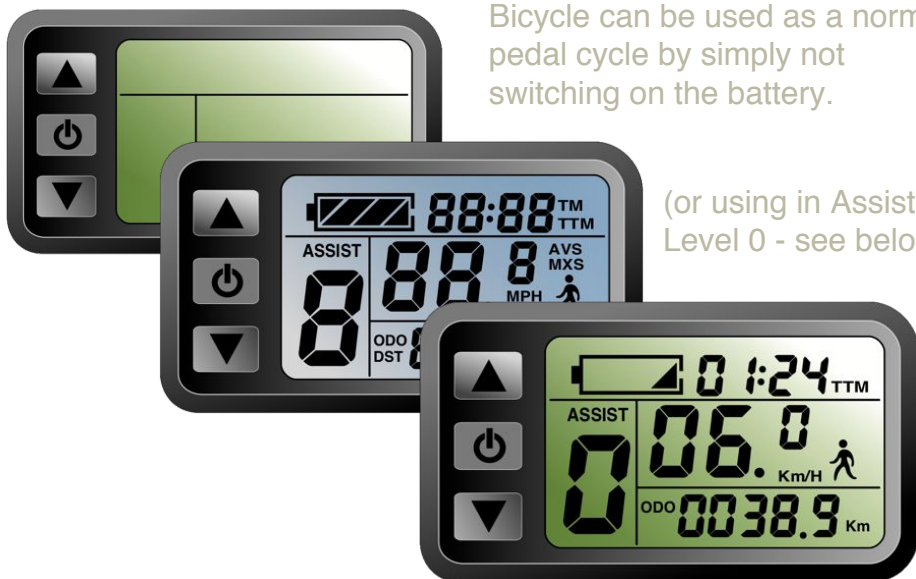 Bicycle can be used as a norm
pedal cycle by simply not
switching on the battery.
(or using in Assist
Level 0 - see belo
88:88 TM
TTM
ASSIST 8 88. 8 AVS
MXS
MPH
ODO
DST
01:24 TTM
ASSIST 0 06.0 Km/H
ODO 0038.9 Km